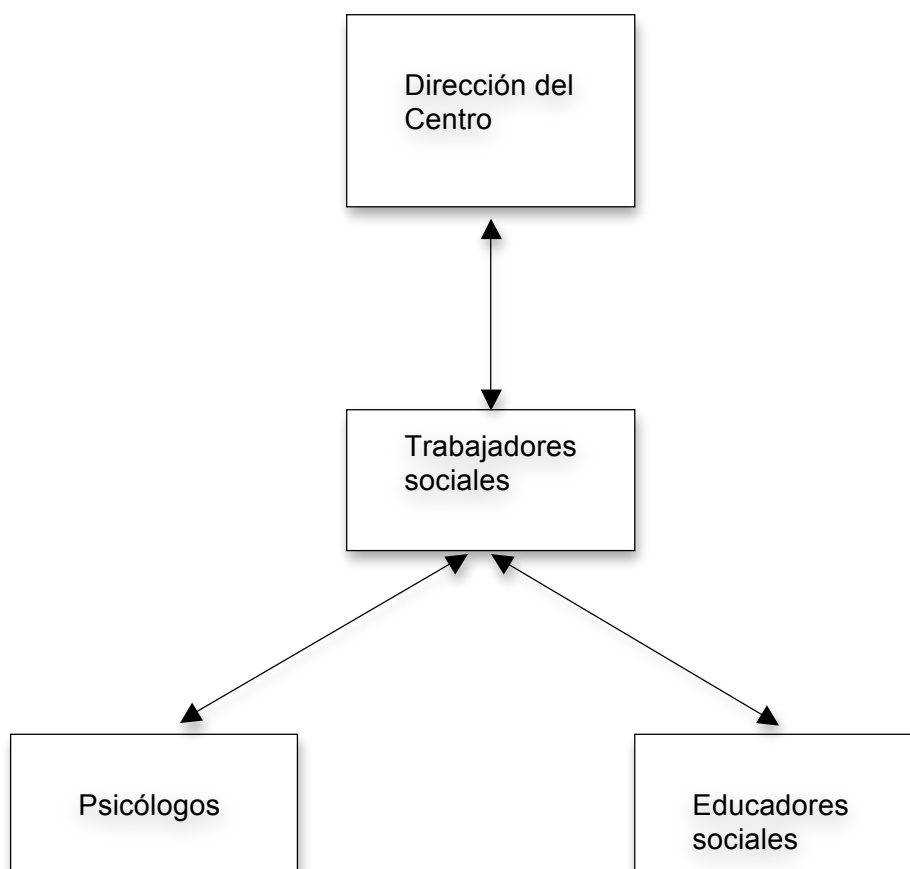 Dirección del
Centro
Trabajadores
sociales
Psicólogos
Educadores
sociales